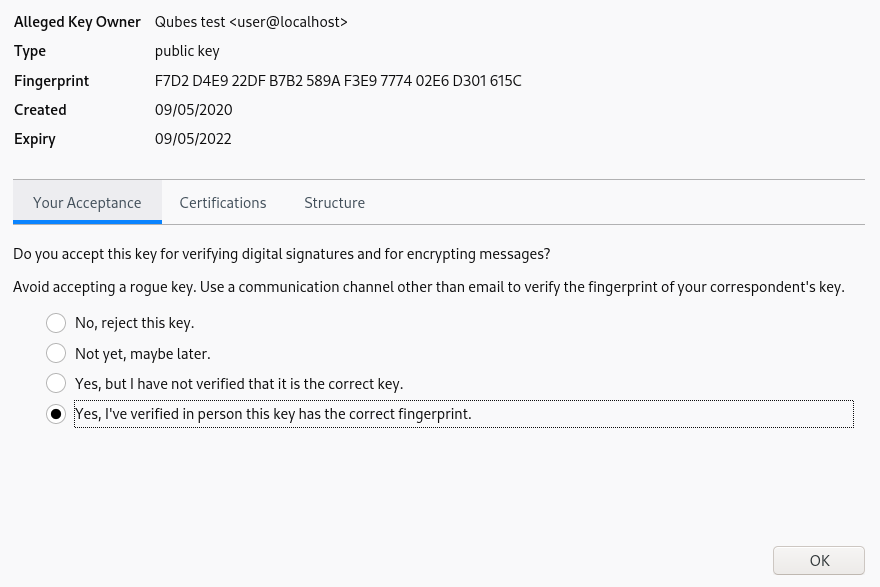 Alleged Key Owner Qubes test <user@localhost>
Type public key
Fingerprint F7D2 D4E9 22DF B7B2 589A F3E9 7774 02E6 D301 615C
Created 09/05/2020
Expiry 09/05/2022
Your Acceptance Certifications Structure
Do you accept this key for verifying digital signatures and for encrypting messages?
Avoid accepting a rogue key. Use a communication channel other than email to verify the fingerprint of your correspondent's key.
No, reject this key.
Not yet, maybe later.
Yes, but I have not verified that it is the correct key.
Yes, I've verified in person this key has the correct fingerprint.
OK